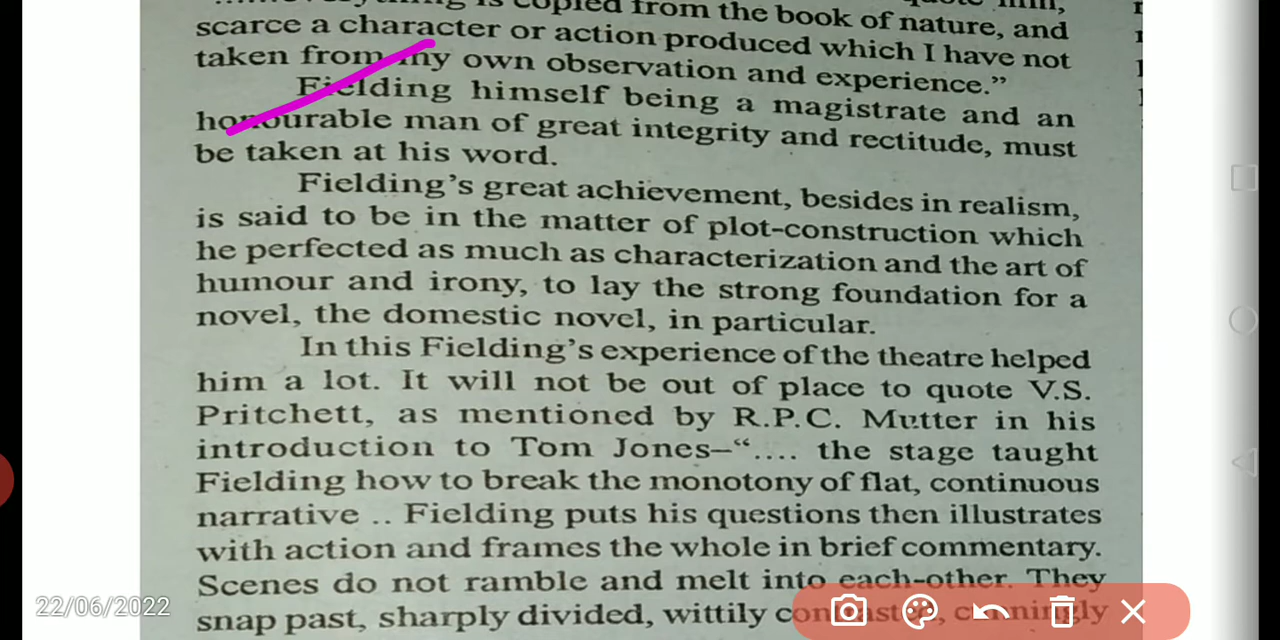 is copied from the book of nature, and
scarce a character or action produced which I have not
taken from my own observation and experience.”
Fielding himself being a magistrate and an
honourable man of great integrity and rectitude, must
be taken at his word.
Fielding’s great achievement, besides in realism,
is said to be in the matter of plot-construction which
he perfected as much as characterization and the art of
humour and irony, to lay the strong foundation for a
novel, the domestic novel, in particular.
In this Fielding’s experience of the theatre helped
him a lot. It will not be out of place to quote V.S.
Pritchett, as mentioned by R.P.C. Mutter in his
introduction to Tom Jones–“.... the stage taught
Fielding how to break the monotony of flat, continuous
narrative .. Fielding puts his questions then illustrates
with action and frames the whole in brief commentary.
Scenes do not ramble and melt into each-other. They
snap past, sharply divided, wittily
22/06/2022